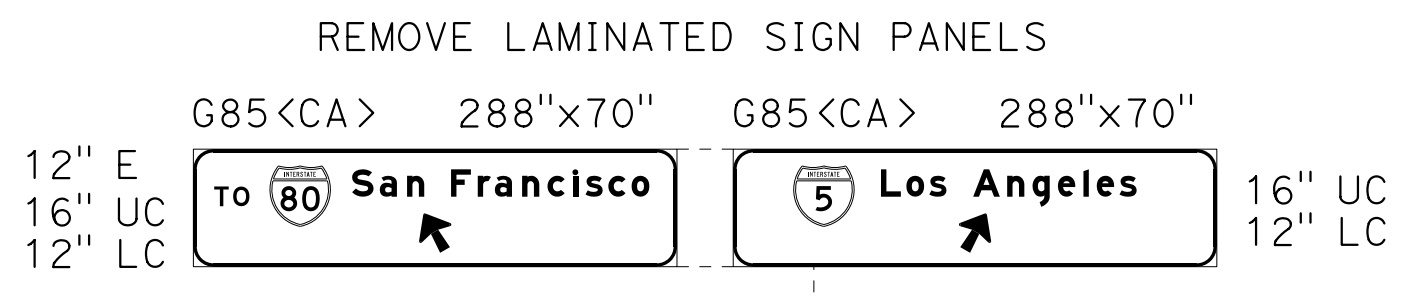 REMOVE LAMINATED SIGN PANELS
G85<CA> 288"x70" G85<CA> 288"x70"
12" E
16" UC
12" LC
TO INTERSTATE 80 San Francisco
INTERSTATE 5 Los Angeles
16" UC
12" LC